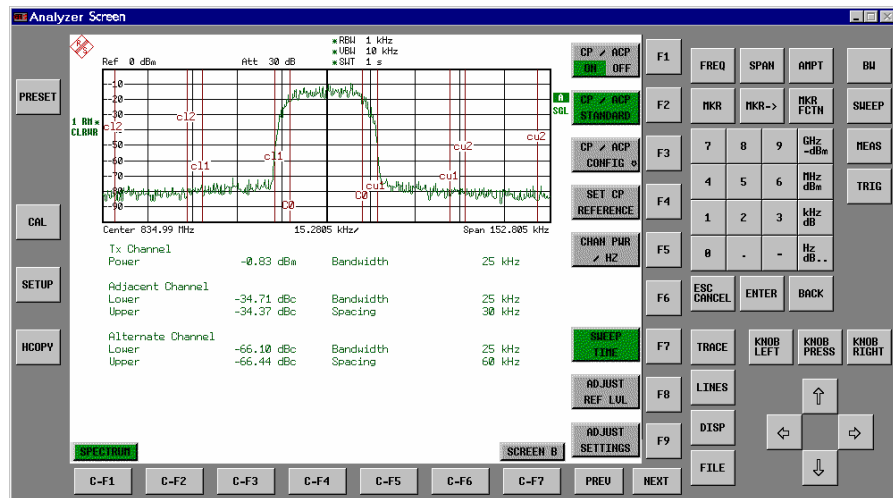 Analyzer Screen
PRESET
CAL
SETUP
HCOPY
R S
*RBW 1 kHz
*VBW 10 kHz
Ref 0 dBm Att 30 dB *SWT 1 s
1 RM*
CLRWR
A
SGL
-10
-20
-30
-50
-60
-70
-80
-90
cl2
cl2
cl1
cl1
C0
C0
cu1
cu1
cu2
cu2
Center 834.99 MHz 15.2805 kHz/ Span 152.805 kHz
Tx Channel
Power -0.83 dBm Bandwidth 25 kHz
Adjacent Channel
Lower -34.71 dBc Bandwidth 25 kHz
Upper -34.37 dBc Spacing 30 kHz
Alternate Channel
Lower -66.10 dBc Bandwidth 25 kHz
Upper -66.44 dBc Spacing 60 kHz
SPECTRUM
SCREEN B
CP / ACP
ON OFF
CP / ACP
STANDARD
CP / ACP
CONFIG
SET CP
REFERENCE
CHAN PWR
/ HZ
SWEEP
TIME
ADJUST
REF LVL
ADJUST
SETTINGS
F1
F2
F3
F4
F5
F6
F7
F8
F9
C-F1 C-F2 C-F3 C-F4 C-F5 C-F6 C-F7 PREV NEXT
FREQ SPAN AMPT BW
MKR MKR-> MKR FCTN SWEEP
7 8 9 GHz -dBm MEAS
4 5 6 MHz dBm TRIG
1 2 3 kHz dB
0 . - Hz dB..
ESC CANCEL ENTER BACK
TRACE KNOB LEFT KNOB PRESS KNOB RIGHT
LINES
DISP
FILE